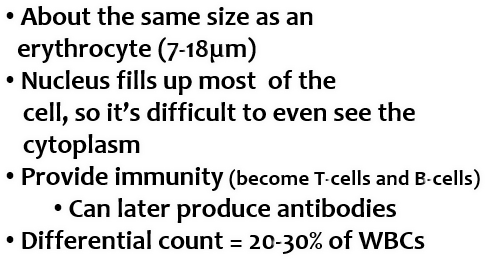 • About the same size as an
erythrocyte (7-18µm)
• Nucleus fills up most of the
cell, so it's difficult to even see the
cytoplasm
• Provide immunity (become T-cells and B-cells)
• Can later produce antibodies
• Differential count = 20-30% of WBCs